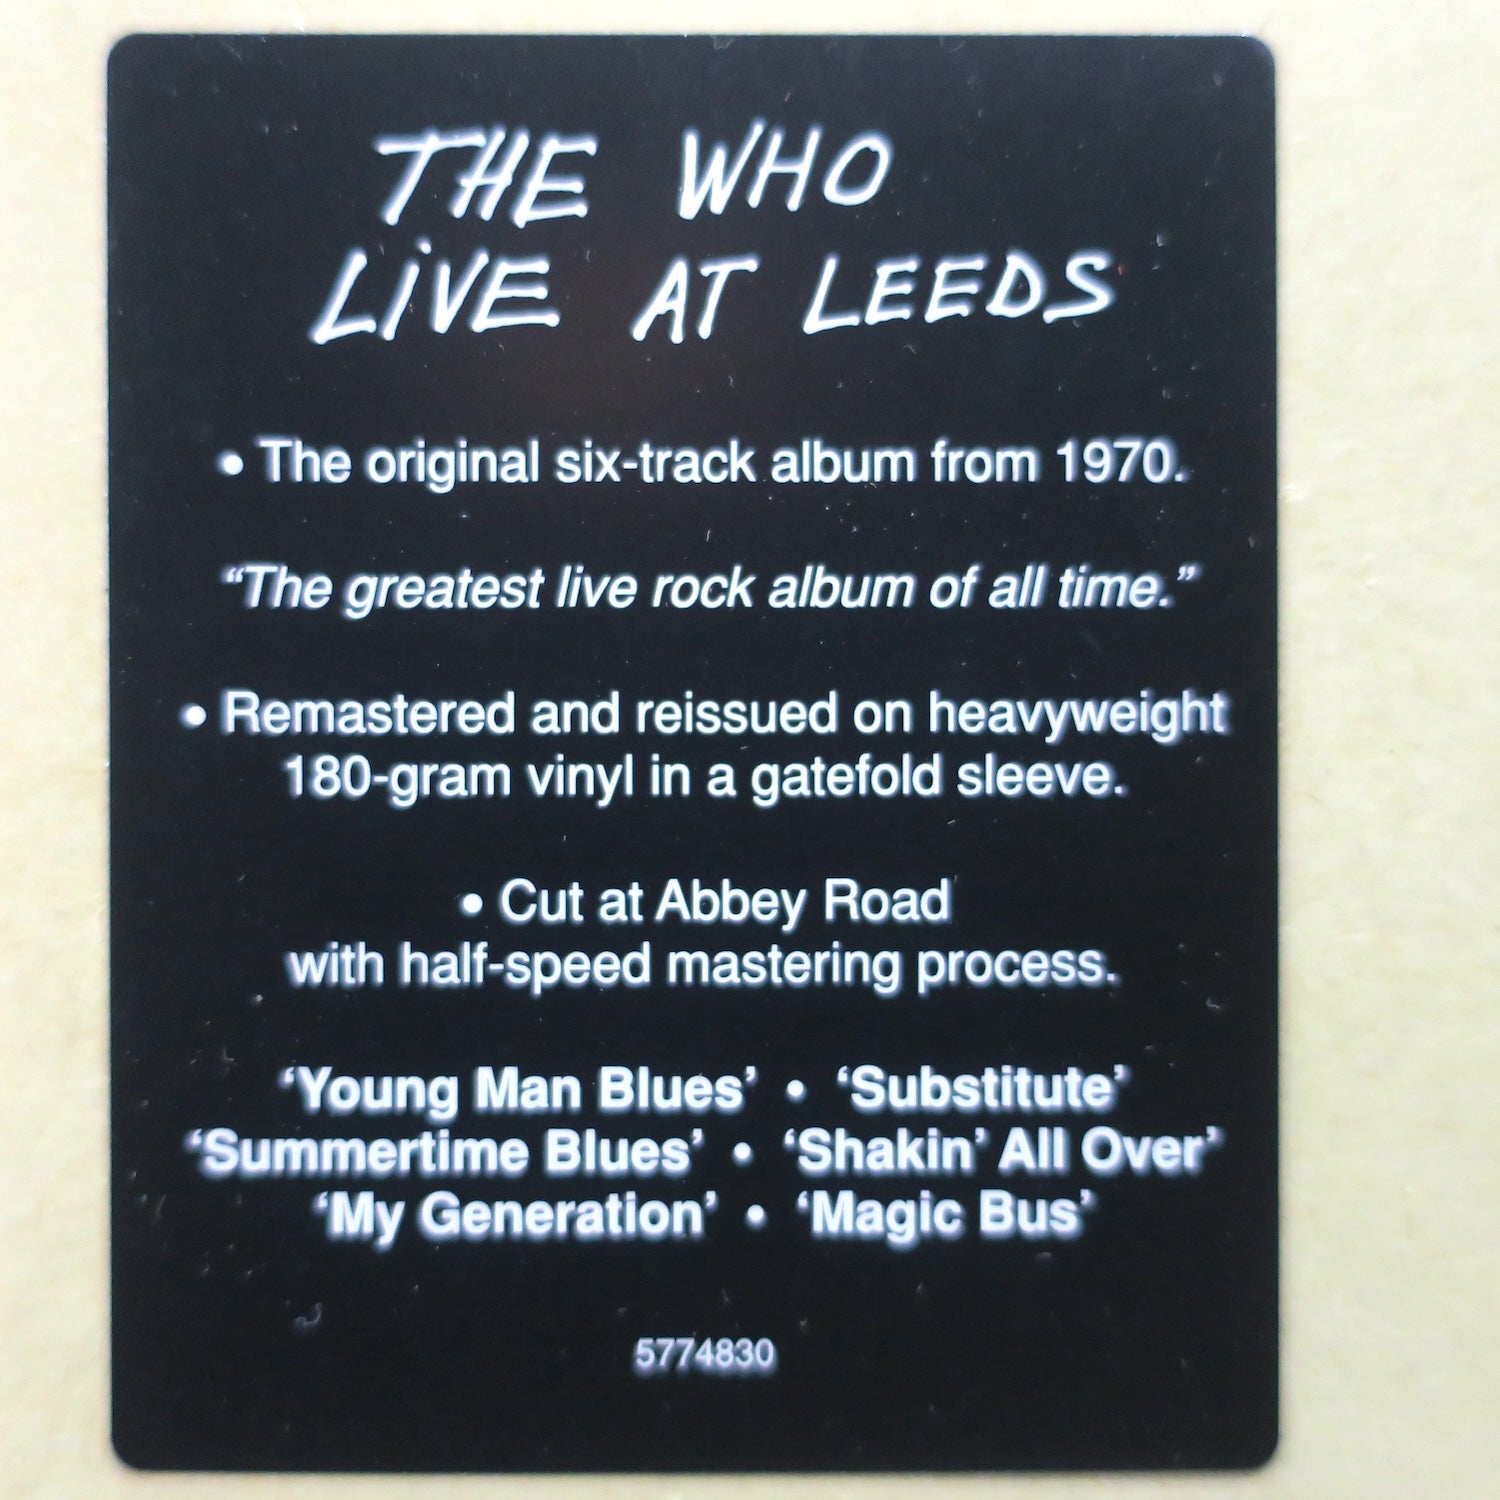 THE WHO
LiVE AT LEEDS
• The original six-track album from 1970.
“The greatest live rock album of all time.”
• Remastered and reissued on heavyweight
180-gram vinyl in a gatefold sleeve.
• Cut at Abbey Road
with half-speed mastering process.
‘Young Man Blues’ • ‘Substitute’
‘Summertime Blues’ • ‘Shakin’ All Over’
‘My Generation’ • ‘Magic Bus’
5774830